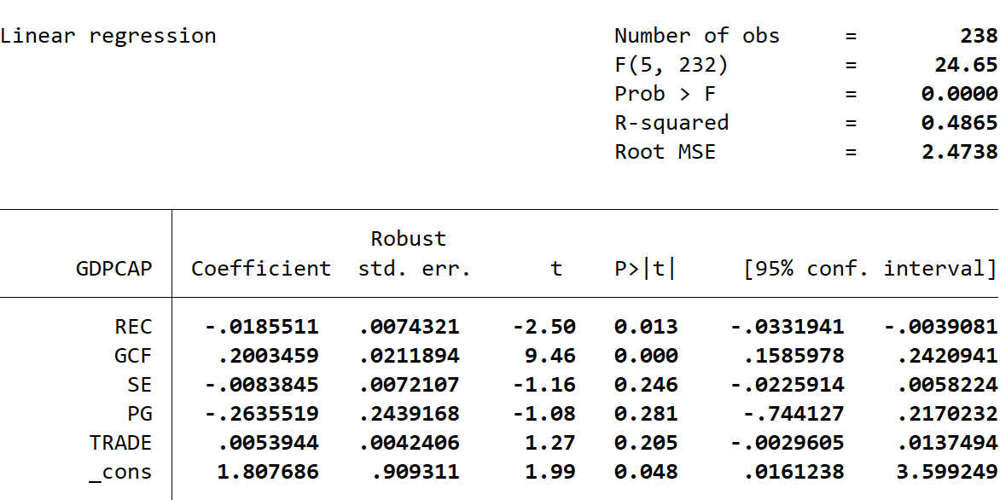 Linear regression Number of obs = 238
F(5, 232) = 24.65
Prob > F = 0.0000
R-squared = 0.4865
Root MSE = 2.4738
Robust
GDPCAP Coefficient std. err. t P>|t| [95% conf. interval]
REC -.0185511 .0074321 -2.50 0.013 -.0331941 -.0039081
GCF .2003459 .0211894 9.46 0.000 .1585978 .2420941
SE -.0083845 .0072107 -1.16 0.246 -.0225914 .0058224
PG -.2635519 .2439168 -1.08 0.281 -.744127 .2170232
TRADE .0053944 .0042406 1.27 0.205 -.0029605 .0137494
_cons 1.807686 .909311 1.99 0.048 .0161238 3.599249